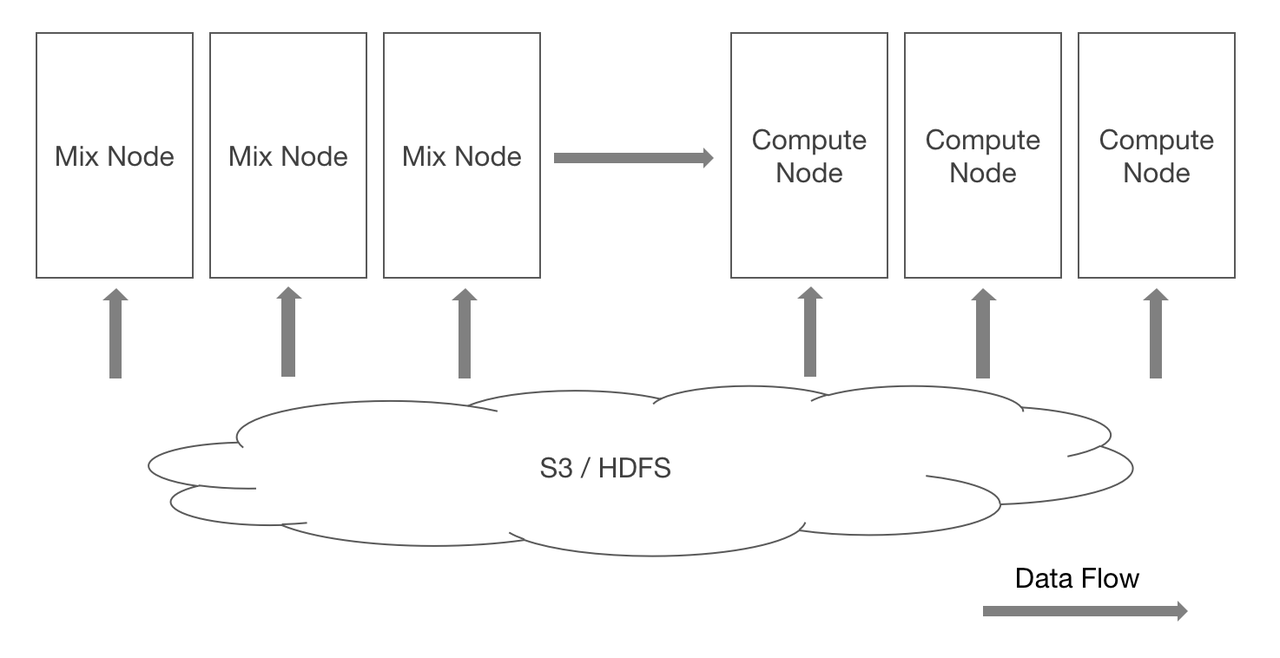 Mix Node
Mix Node
Mix Node
Compute
Node
Compute
Node
Compute
Node
S3 / HDFS
Data Flow